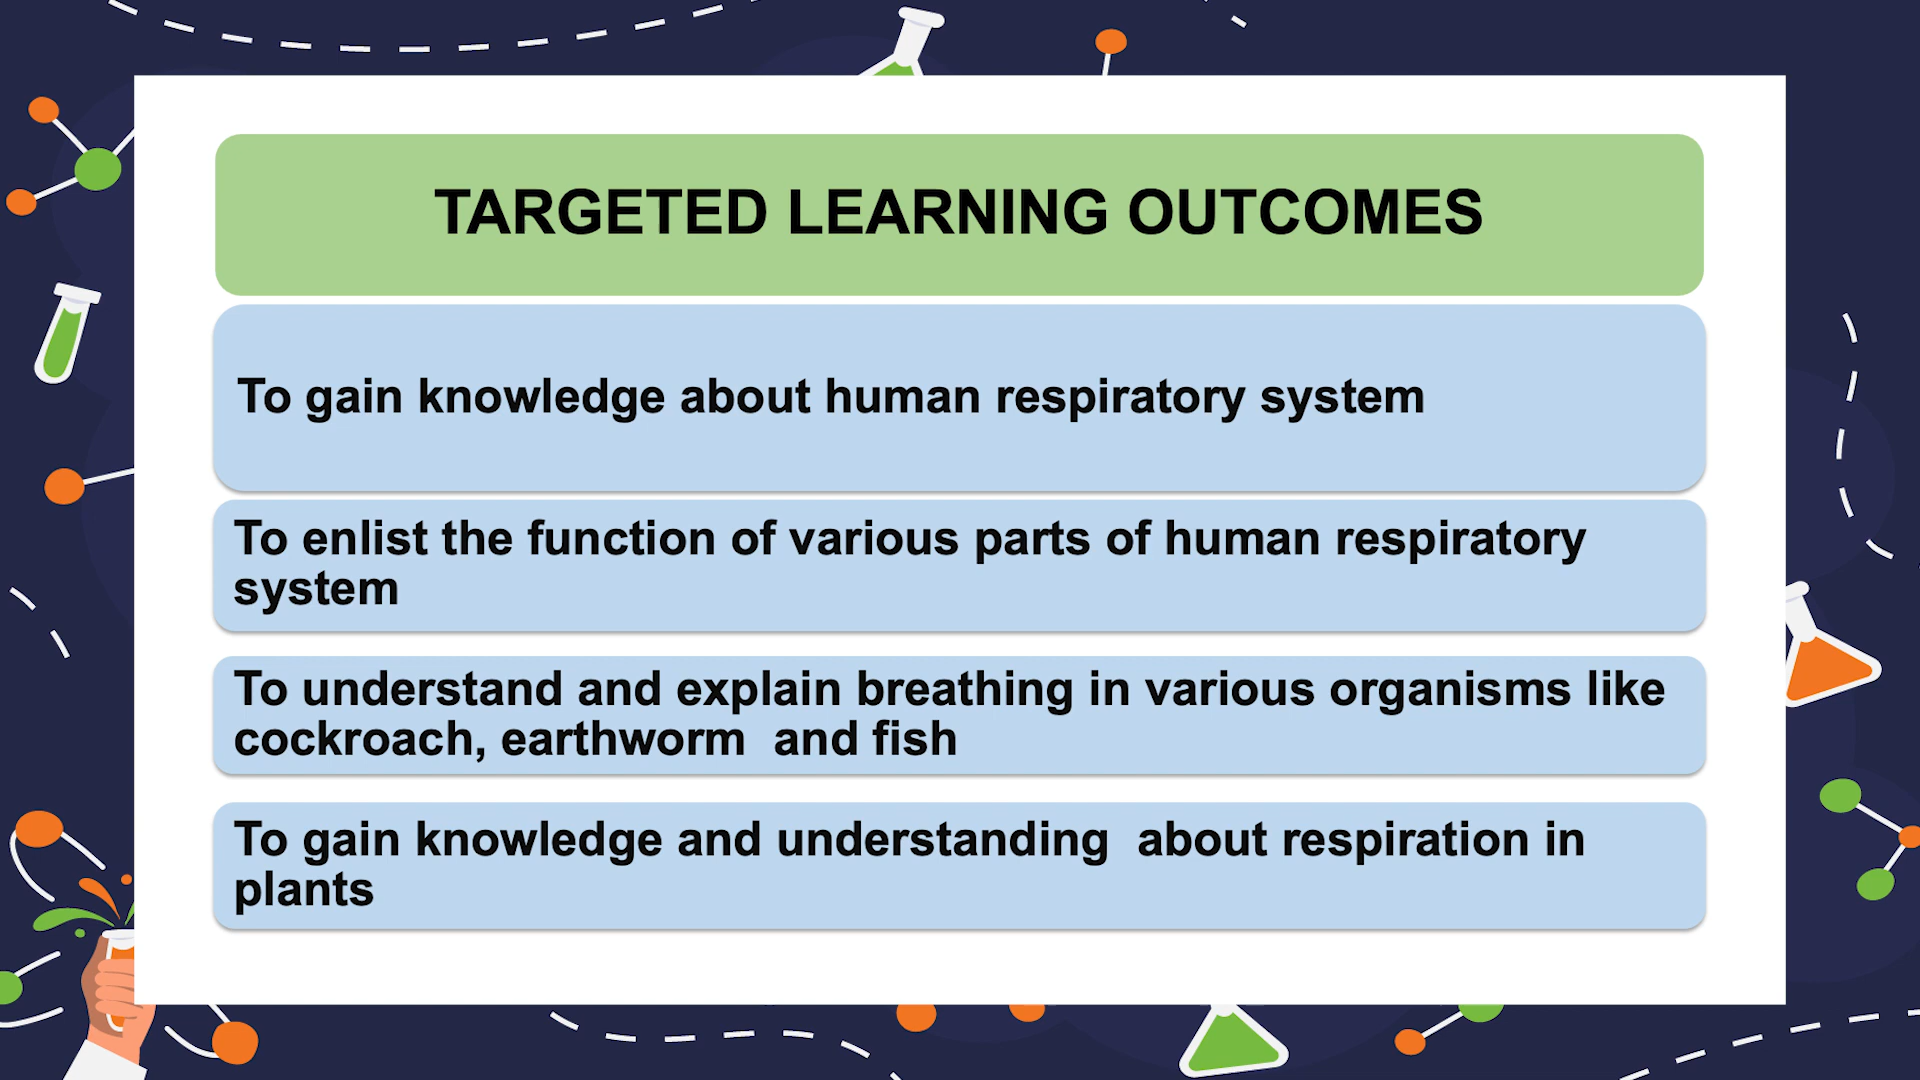 TARGETED LEARNING OUTCOMES
To gain knowledge about human respiratory system
To enlist the function of various parts of human respiratory
system
To understand and explain breathing in various organisms like
cockroach, earthworm  and fish
To gain knowledge and understanding  about respiration in
plants